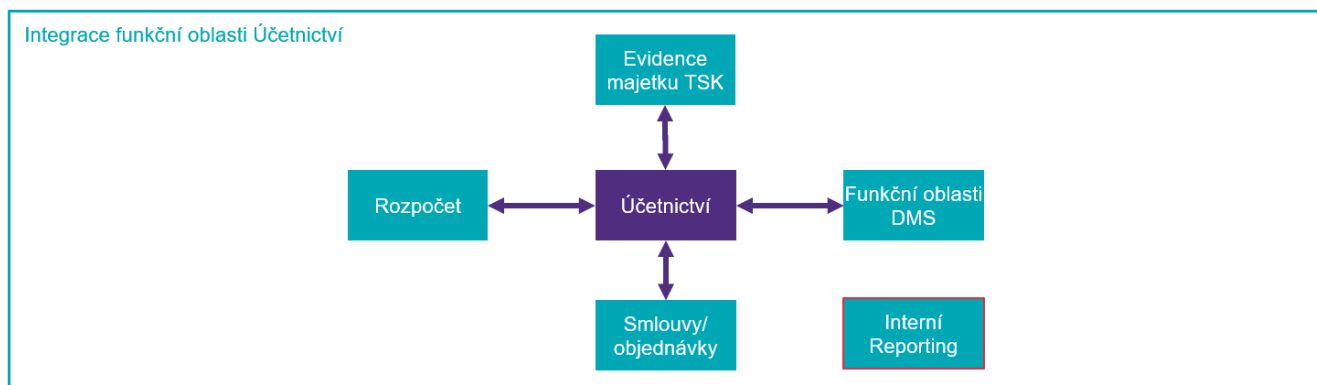 Integrace funkční oblasti Účetnictví
Evidence
majetku TSK
Rozpočet
Účetnictví
Funkční oblasti
DMS
Smlouvy/
objednávky
Interní
Reporting